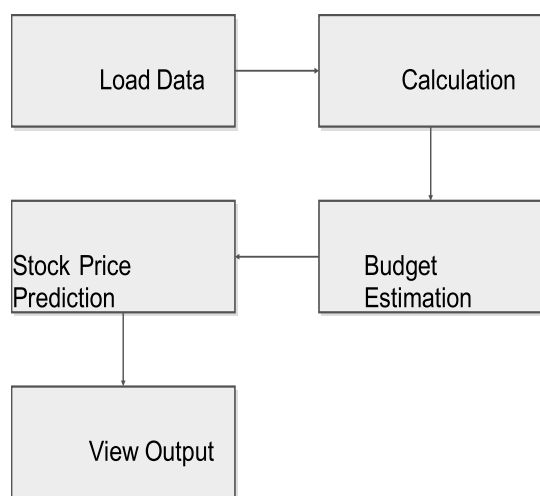 Load Data
Calculation
Stock Price
Prediction
Budget
Estimation
View Output